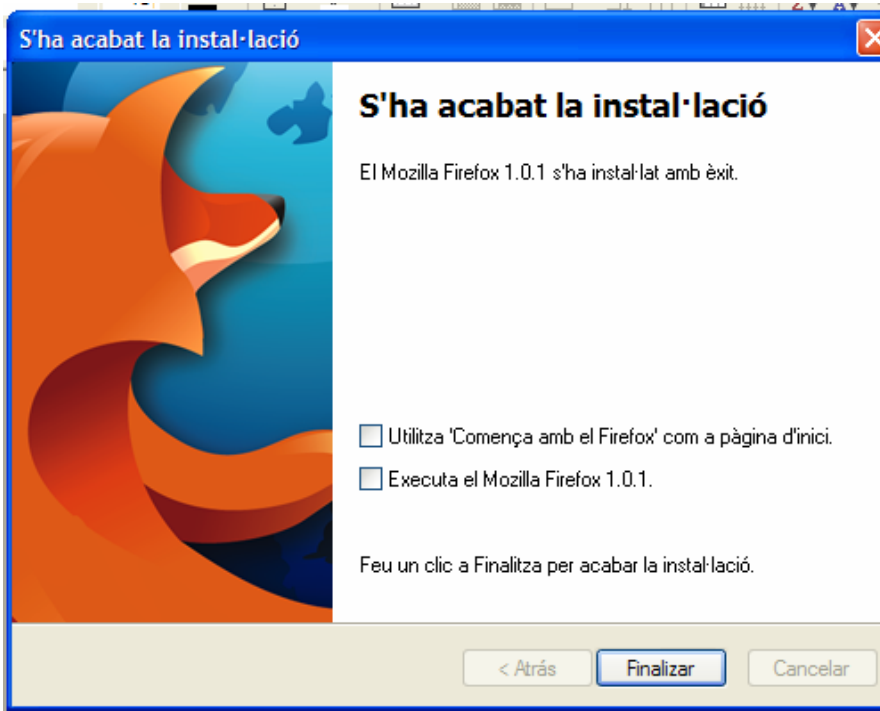 S'ha acabat la instal·lació
S'ha acabat la instal·lació
El Mozilla Firefox 1.0.1 s'ha instal·lat amb èxit.
Utilitza 'Comença amb el Firefox' com a pàgina d'inici.
Executa el Mozilla Firefox 1.0.1.
Feu un clic a Finalitza per acabar la instal·lació.
< Atrás
Finalizar
Cancelar